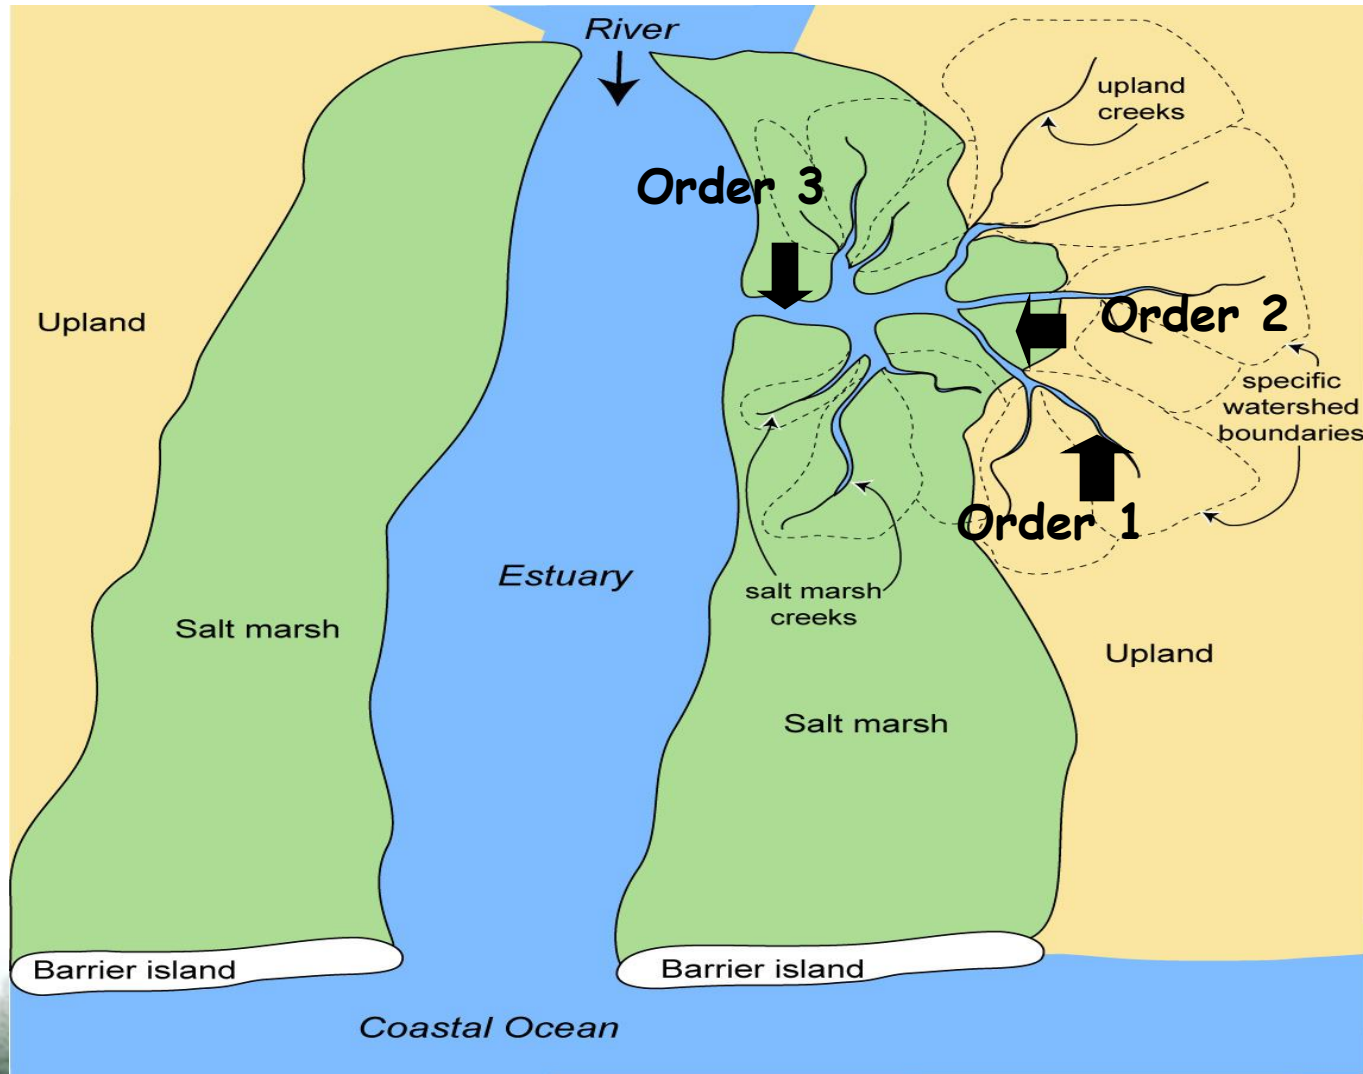 River
upland
creeks
Order 3
Upland
Order 2
specific
watershed
boundaries
Order 1
Estuary
salt marsh
creeks
Salt marsh
Upland
Salt marsh
Barrier island
Barrier island
Coastal Ocean